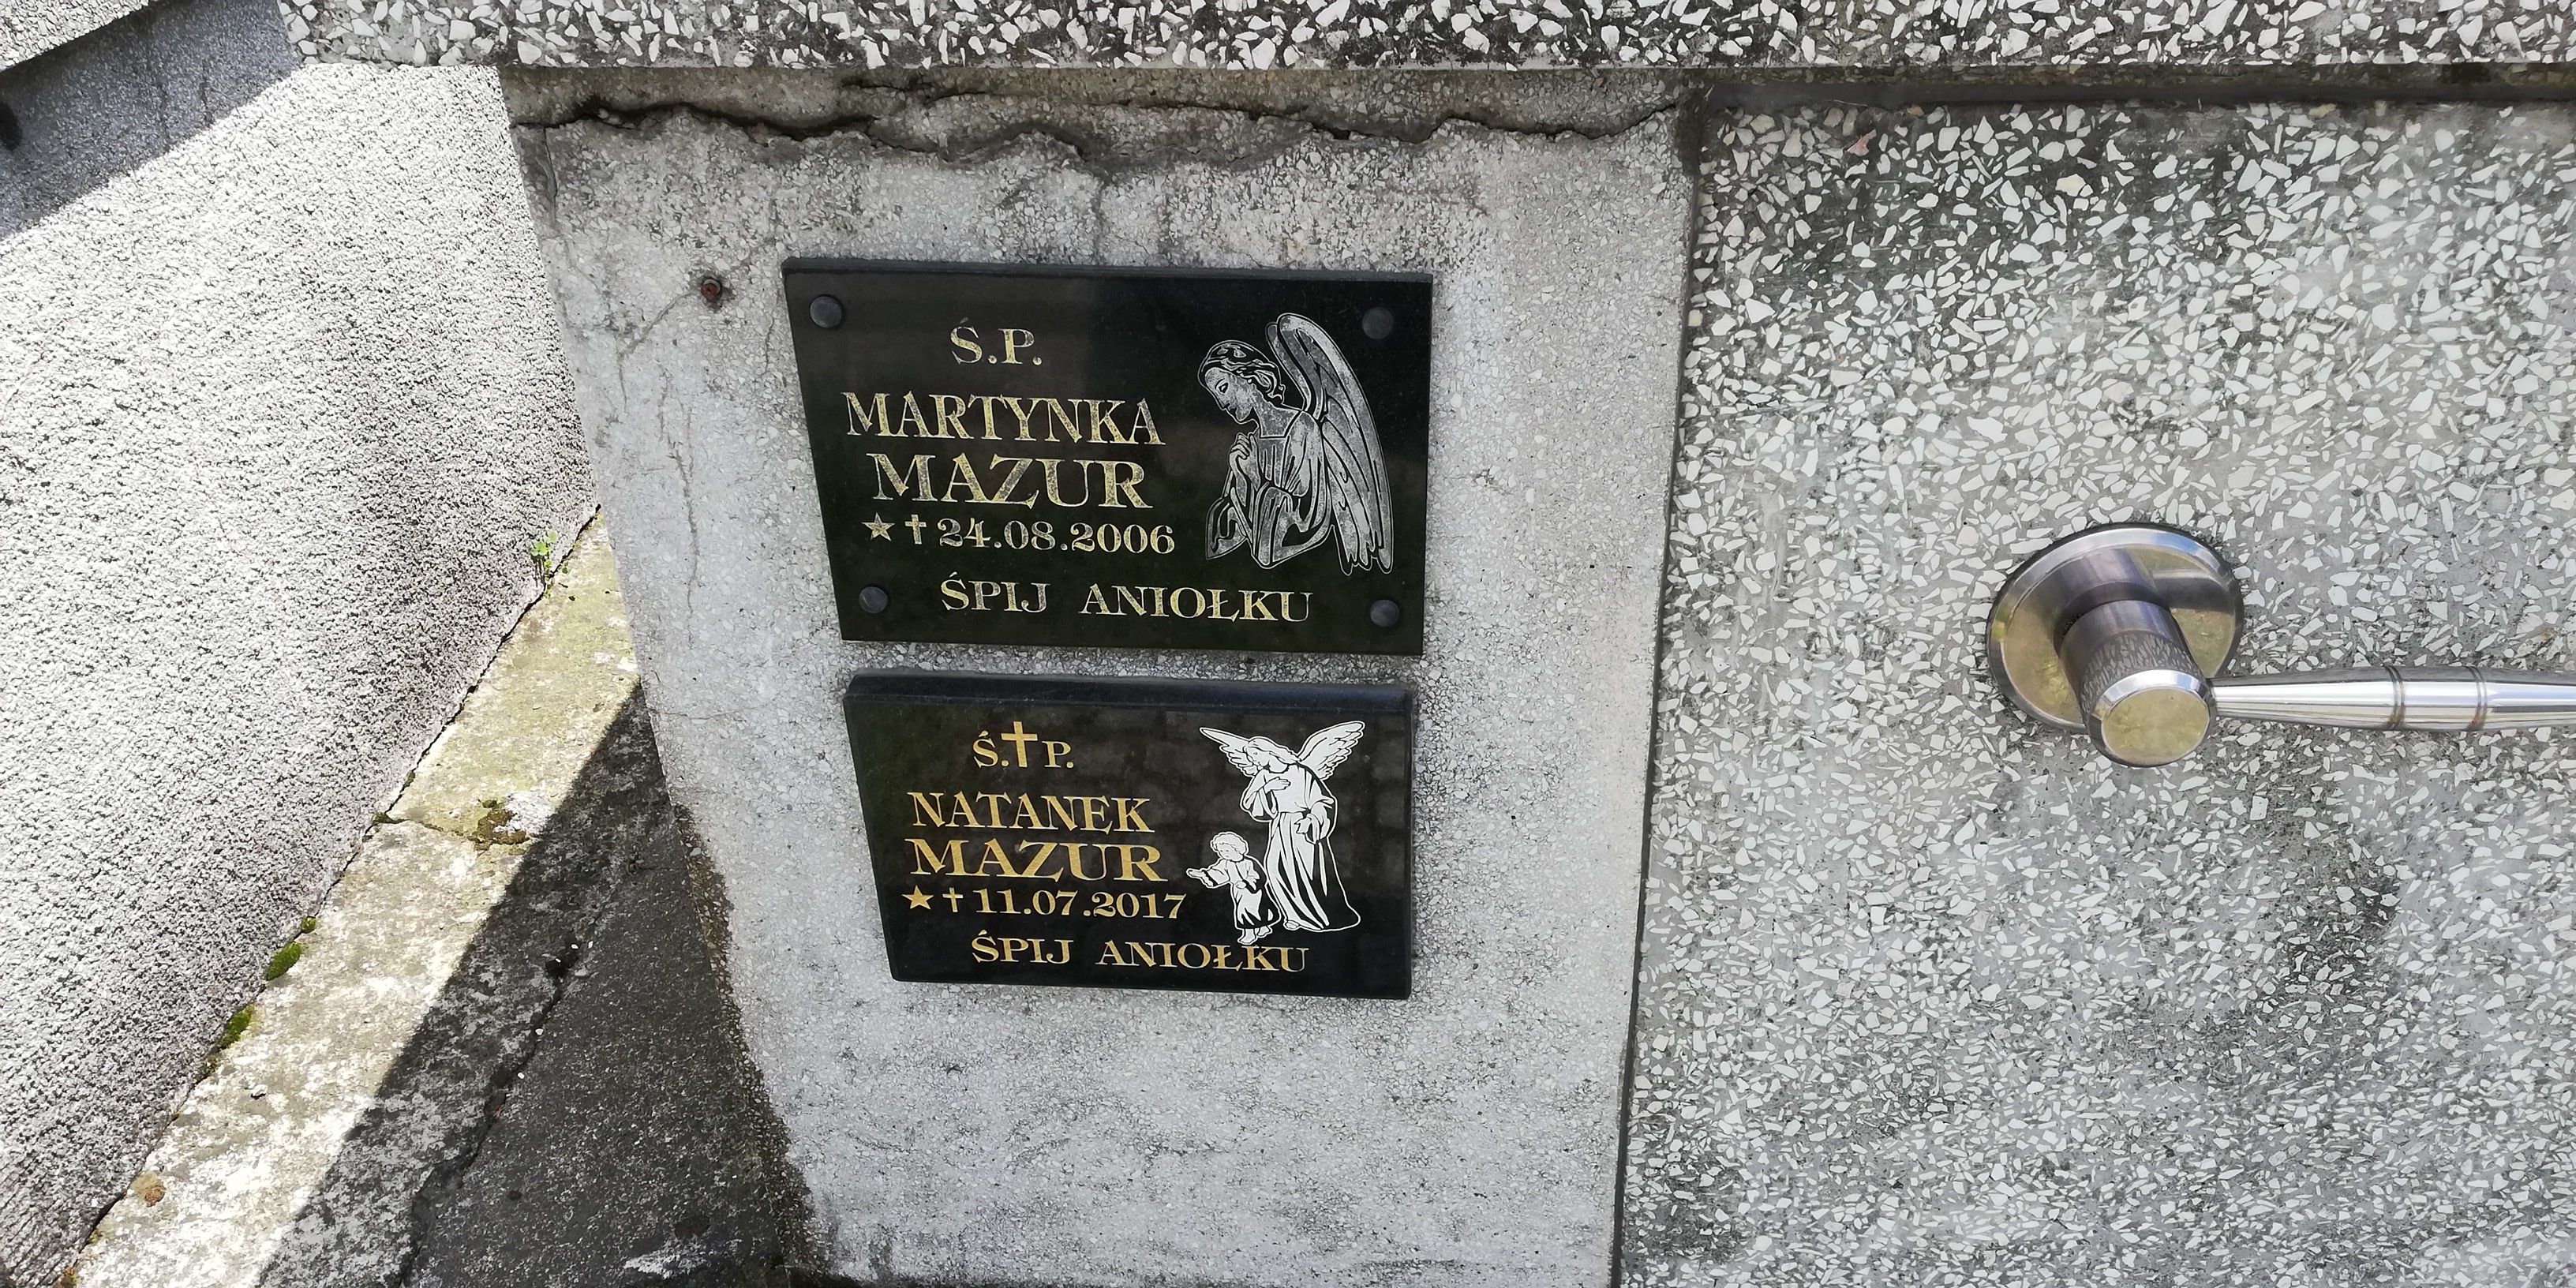 Ś.P.
MARTYNKA
MAZUR
★ ✝ 24.08.2006
ŚPIJ ANIOŁKU
Ś.✝P.
NATANEK
MAZUR
★ ✝ 11.07.2017
ŚPIJ ANIOŁKU